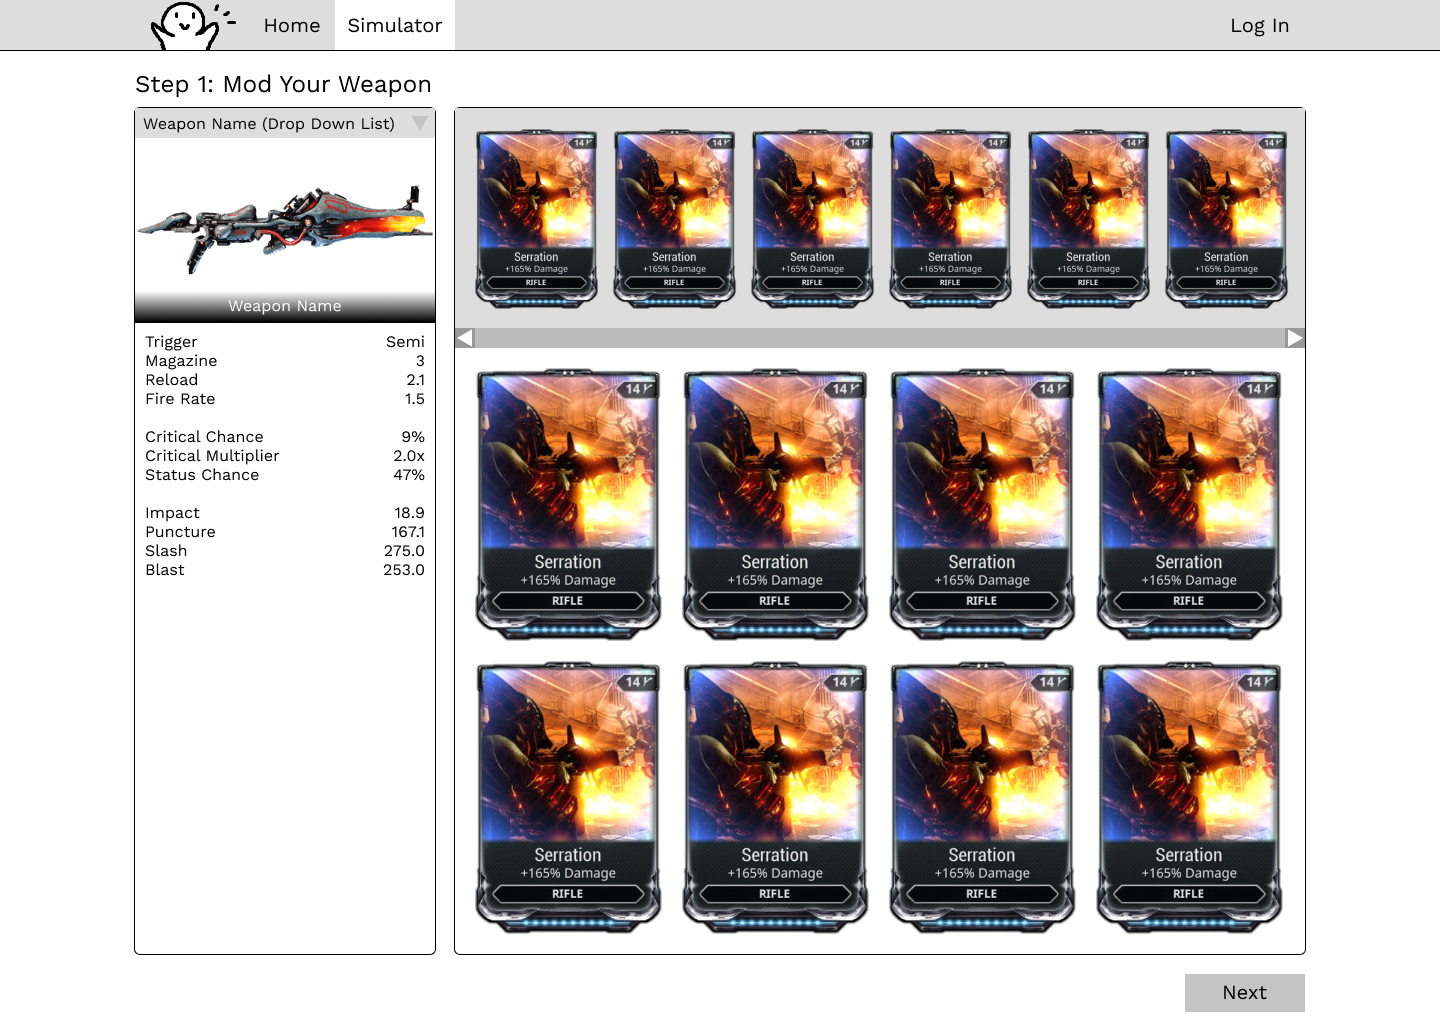 Home
Simulator
Log In
Step 1: Mod Your Weapon
Weapon Name (Drop Down List)
Weapon Name
Trigger Semi
Magazine 3
Reload 2.1
Fire Rate 1.5
Critical Chance 9%
Critical Multiplier 2.0x
Status Chance 47%
Impact 18.9
Puncture 167.1
Slash 275.0
Blast 253.0
14
Serration
+165% Damage
RIFLE
14
Serration
+165% Damage
RIFLE
14
Serration
+165% Damage
RIFLE
14
Serration
+165% Damage
RIFLE
14
Serration
+165% Damage
RIFLE
14
Serration
+165% Damage
RIFLE
14
Serration
+165% Damage
RIFLE
14
Serration
+165% Damage
RIFLE
14
Serration
+165% Damage
RIFLE
14
Serration
+165% Damage
RIFLE
14
Serration
+165% Damage
RIFLE
14
Serration
+165% Damage
RIFLE
14
Serration
+165% Damage
RIFLE
14
Serration
+165% Damage
RIFLE
Next